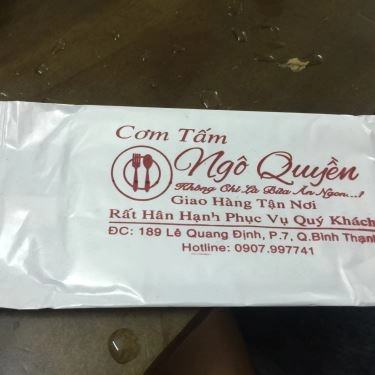 Cơm Tấm
Ngô Quyền
Không Chỉ Là Bữa Ăn Ngon...!
Giao Hàng Tận Nơi
Rất Hân Hạnh Phục Vụ Quý Khách
ĐC: 189 Lê Quang Định, P.7, Q.Bình Thạnh
Hotline: 0907.997741